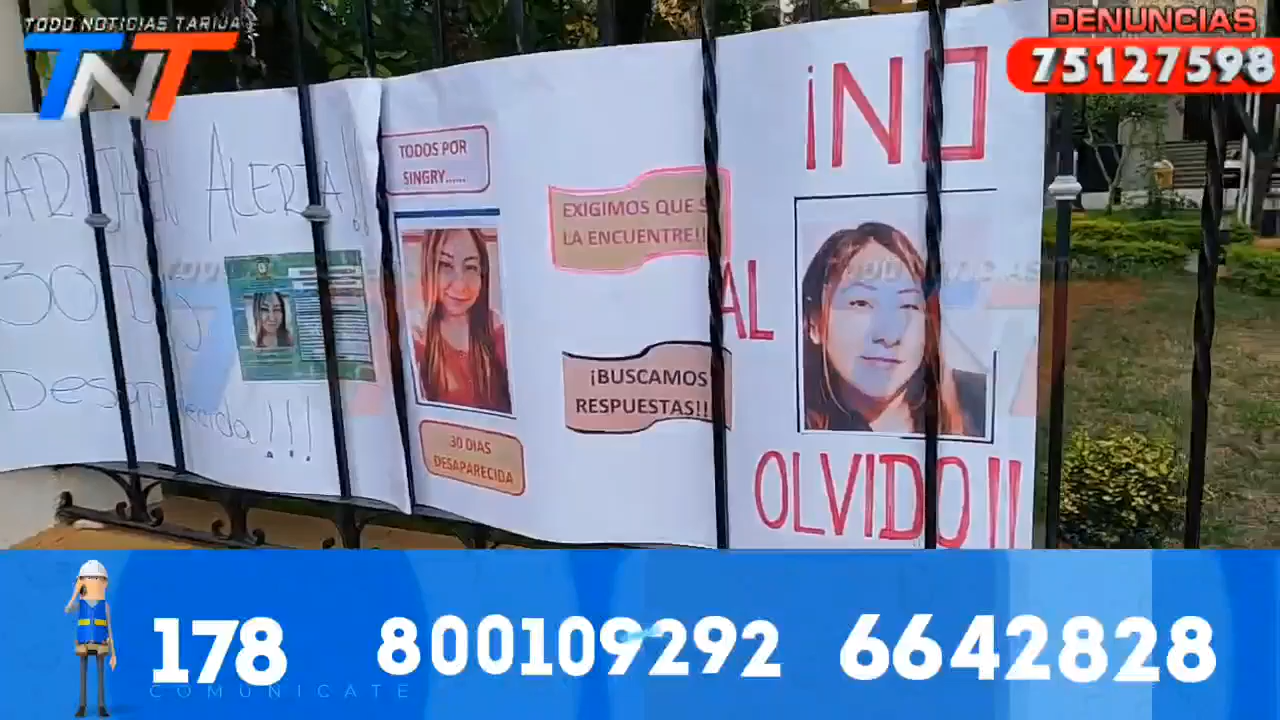 TODO NOTICIAS TARIJA
TNT
DENUNCIAS
75127598
ALERTA!!
30
Desaparecida!!!
TODOS POR
SINGRY.....
30 DIAS
DESAPARECIDA
EXIGIMOS QUE S
LA ENCUENTRE!!
¡BUSCAMOS
RESPUESTAS!!
¡NO
AL
OLVIDO!!
178
800109292
6642828
COMUNICATE